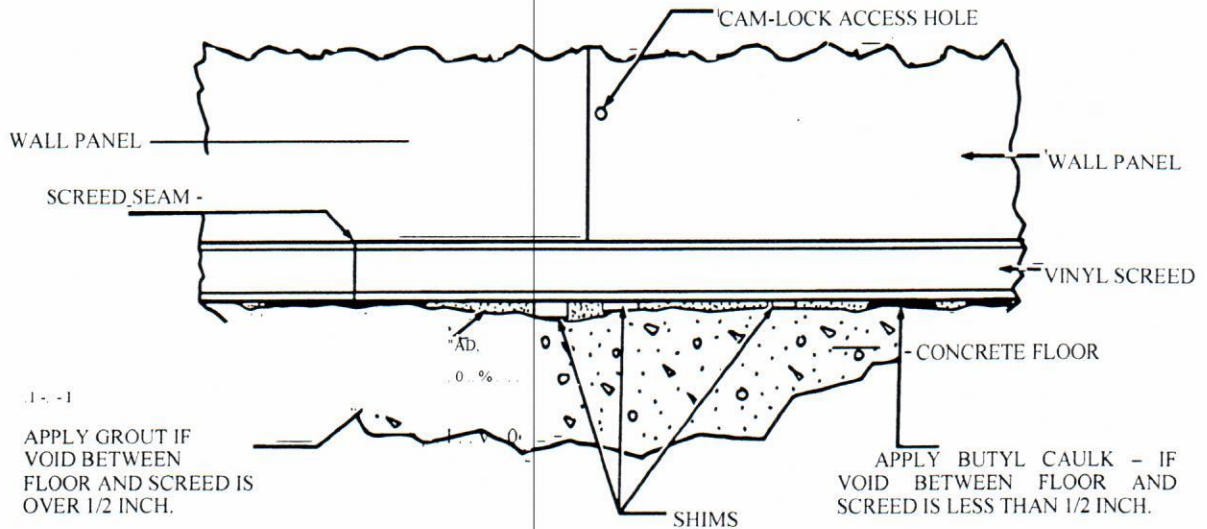 CAM-LOCK ACCESS HOLE
WALL PANEL
WALL PANEL
SCREED SEAM -
VINYL SCREED
- CONCRETE FLOOR
APPLY GROUT IF
VOID BETWEEN
FLOOR AND SCREED IS
OVER 1/2 INCH.
APPLY BUTYL CAULK – IF
VOID BETWEEN FLOOR AND
SCREED IS LESS THAN 1/2 INCH.
SHIMS